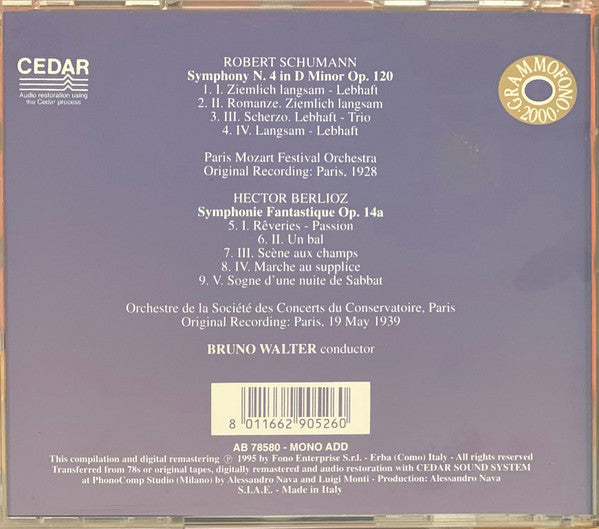 CEDAR
Audio restoration using
the Cedar process
GRAMMOFONO
2000
ROBERT SCHUMANN
Symphony N. 4 in D Minor Op. 120
1. I. Ziemlich langsam - Lebhaft
2. II. Romanze. Ziemlich langsam
3. III. Scherzo. Lebhaft - Trio
4. IV. Langsam - Lebhaft
Paris Mozart Festival Orchestra
Original Recording: Paris, 1928
HECTOR BERLIOZ
Symphonie Fantastique Op. 14a
5. I. Rêveries - Passion
6. II. Un bal
7. III. Scène aux champs
8. IV. Marche au supplice
9. V. Sogne d'une nuite de Sabbat
Orchestre de la Société des Concerts du Conservatoire, Paris
Original Recording: Paris, 19 May 1939
BRUNO WALTER conductor
8 011662 905260
AB 78580 - MONO ADD
This compilation and digital remastering ℗ 1995 by Fono Enterprise S.r.l. - Erba (Como) Italy - All rights reserved
Transferred from 78s or original tapes, digitally remastered and audio restoration with CEDAR SOUND SYSTEM
at PhonoComp Studio (Milano) by Alessandro Nava and Luigi Monti - Production: Alessandro Nava
S.I.A.E. - Made in Italy